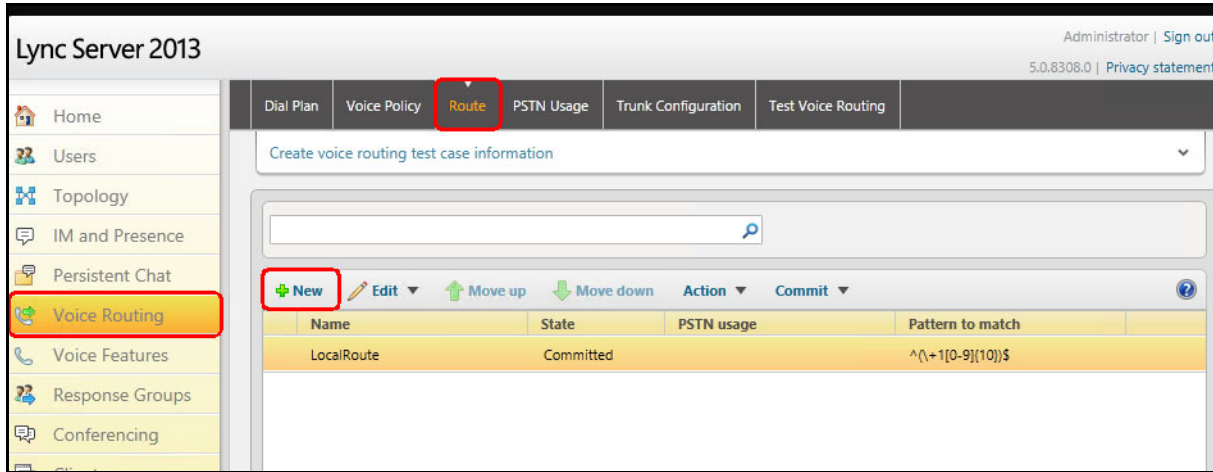 Lync Server 2013
Administrator | Sign out
5.0.8308.0 | Privacy statement
Home
Users
Topology
IM and Presence
Persistent Chat
Voice Routing
Voice Features
Response Groups
Conferencing
Dial Plan
Voice Policy
Route
PSTN Usage
Trunk Configuration
Test Voice Routing
Create voice routing test case information
New
Edit
Move up
Move down
Action
Commit
Name State PSTN usage Pattern to match
LocalRoute Committed ^(\+1[0-9]{10})$